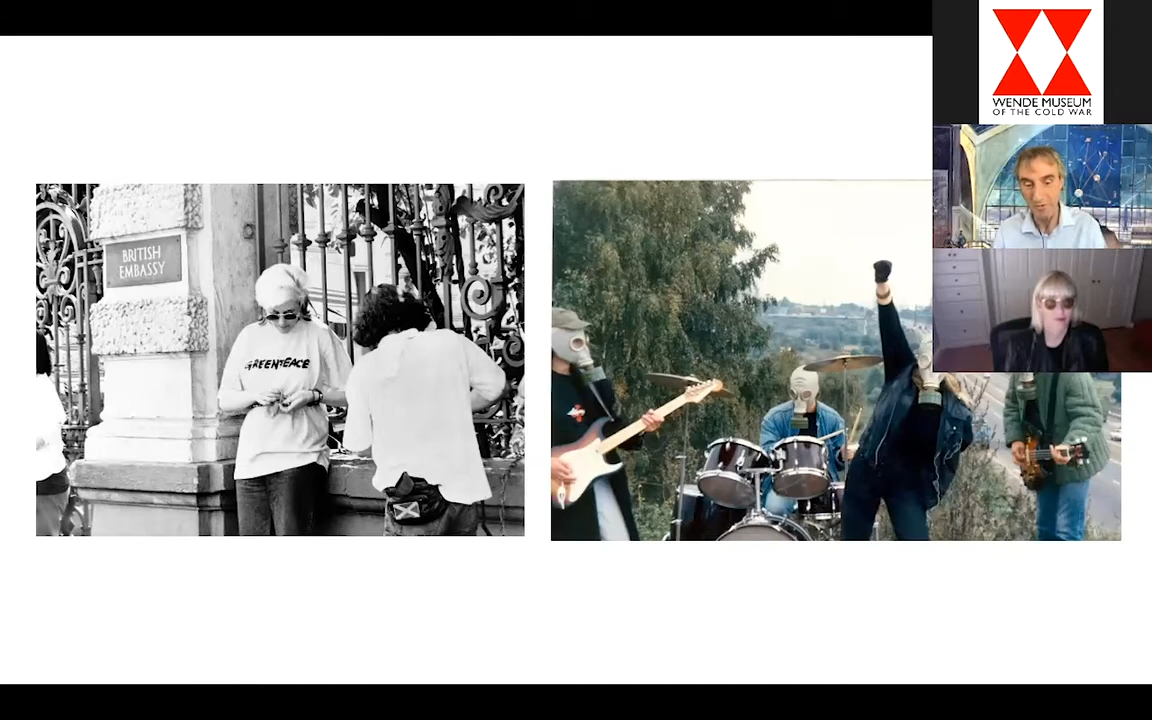 BRITISH
EMBASSY
GREENPEACE
WENDE MUSEUM
OF THE COLD WAR